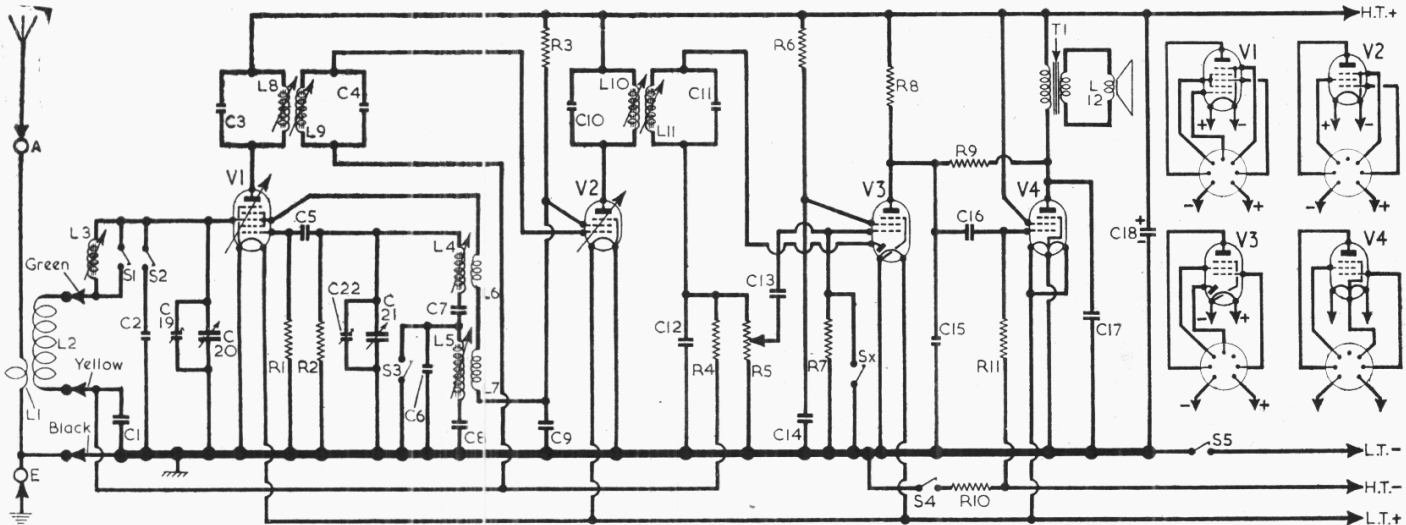 H.T.+
A
E
L1
L2
Green
Yellow
Black
L3
S1
S2
C1
C2
C
19
C
20
C3
L8
L9
C4
V1
C5
R1
R2
C22
C
21
S3
C6
L4
C7
L5
L6
L7
C8
R3
C9
C10
L10
L11
C11
V2
C12
R4
R5
C13
R6
C14
R7
Sx
R8
V3
S4
R10
C15
R9
C16
R11
V4
T1
L
12
C17
C18
+
-
S5
L.T.-
H.T.-
L.T.+
V1
+ -
- +
V2
+ -
- +
V3
- +
- +
V4
- +